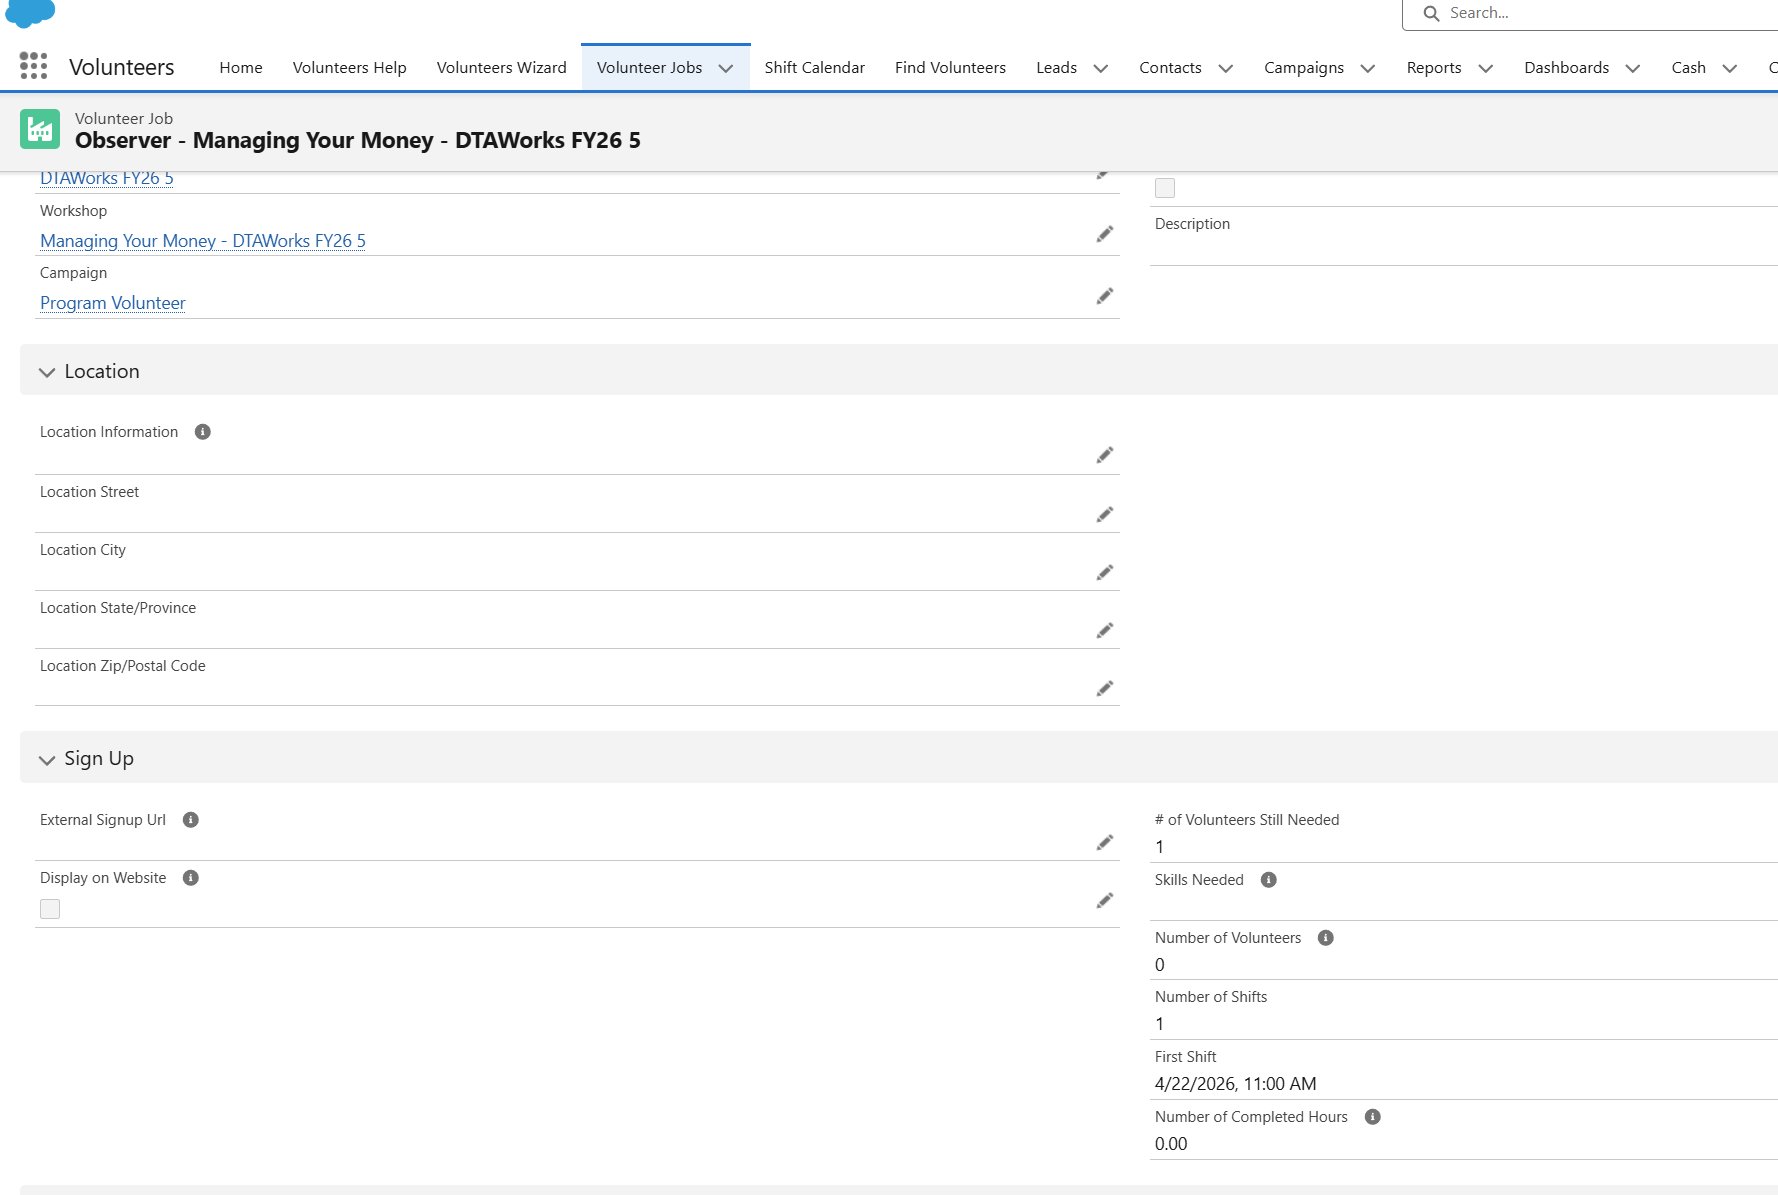 Search...
Volunteers
Home
Volunteers Help
Volunteers Wizard
Volunteer Jobs
Shift Calendar
Find Volunteers
Leads
Contacts
Campaigns
Reports
Dashboards
Cash
Volunteer Job
Observer - Managing Your Money - DTAWorks FY26 5
DTAWorks FY26 5
Workshop
Managing Your Money - DTAWorks FY26 5
Campaign
Program Volunteer
Description
Location
Location Information
Location Street
Location City
Location State/Province
Location Zip/Postal Code
Sign Up
External Signup Url
Display on Website
# of Volunteers Still Needed
1
Skills Needed
Number of Volunteers
0
Number of Shifts
1
First Shift
4/22/2026, 11:00 AM
Number of Completed Hours
0.00